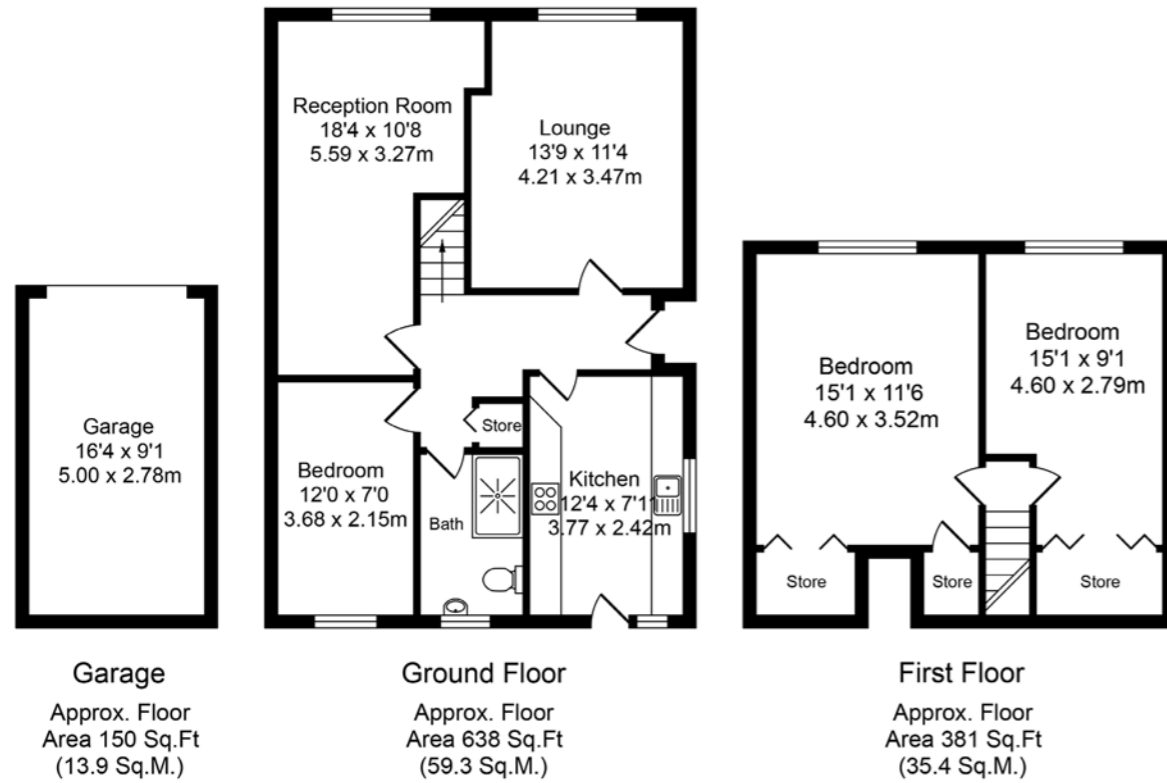 Reception Room
18'4 x 10'8
5.59 x 3.27m
Lounge
13'9 x 11'4
4.21 x 3.47m
Garage
16'4 x 9'1
5.00 x 2.78m
Bedroom
12'0 x 7'0
3.68 x 2.15m
Bath
Store
Kitchen
12'4 x 7'11
3.77 x 2.42m
Bedroom
15'1 x 11'6
4.60 x 3.52m
Bedroom
15'1 x 9'1
4.60 x 2.79m
Store
Store
Store
Garage
Approx. Floor
Area 150 Sq.Ft
(13.9 Sq.M.)
Ground Floor
Approx. Floor
Area 638 Sq.Ft
(59.3 Sq.M.)
First Floor
Approx. Floor
Area 381 Sq.Ft
(35.4 Sq.M.)